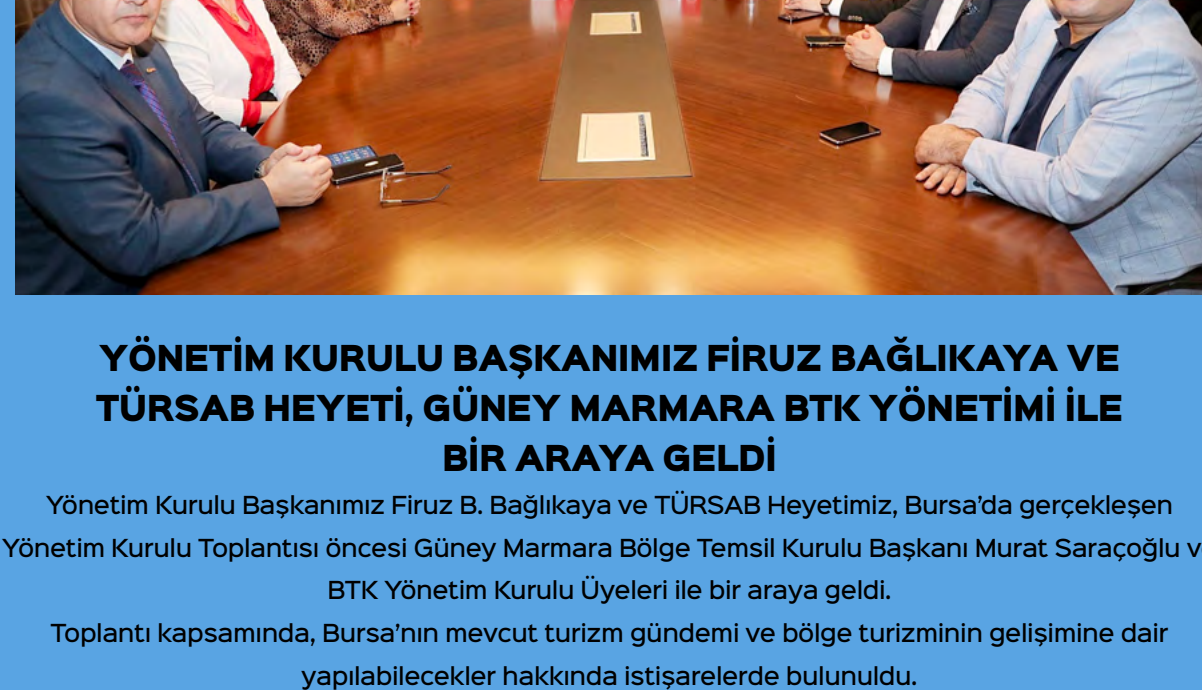 YÖNETİM KURULU BAŞKANIMIZ FİRUZ BAĞLIKAYA VE
TÜRSAB HEYETİ, GÜNEY MARMARA BTK YÖNETİMİ İLE
BİR ARAYA GELDİ
Yönetim Kurulu Başkanımız Firuz B. Bağlıkaya ve TÜRSAB Heyetimiz, Bursa’da gerçekleşen
Yönetim Kurulu Toplantısı öncesi Güney Marmara Bölge Temsil Kurulu Başkanı Murat Saraçoğlu v
BTK Yönetim Kurulu Üyeleri ile bir araya geldi.
Toplantı kapsamında, Bursa’nın mevcut turizm gündemi ve bölge turizminin gelişimine dair
yapılabilecekler hakkında istişarelerde bulunuldu.